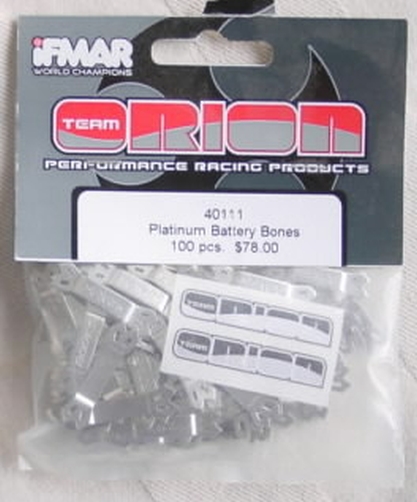 iFMAR
WORLD CHAMPIONS
TEAM ORION
PERFORMANCE RACING PRODUCTS
40111
Platinum Battery Bones
100 pcs. $78.00
TEAM ORION
TEAM ORION